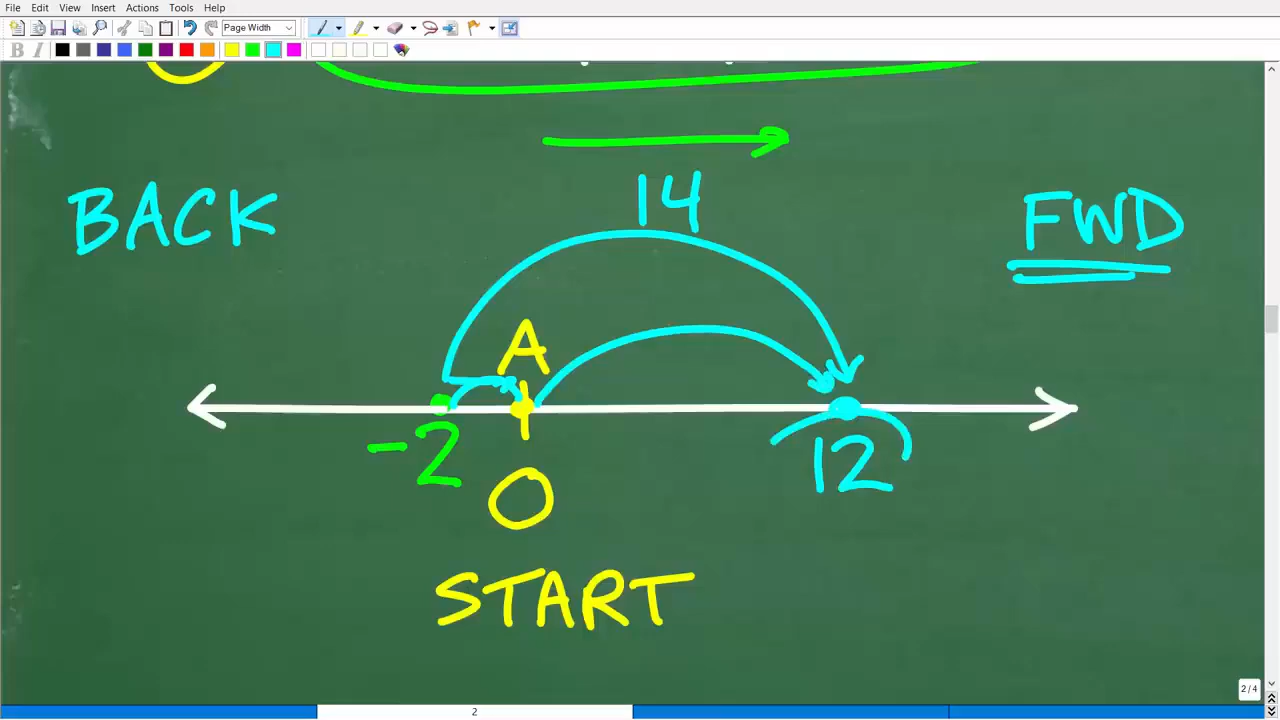 File Edit View Insert Actions Tools Help
Page Width
B I
14
BACK
FWD
A
-2
12
0
START
2/4
2